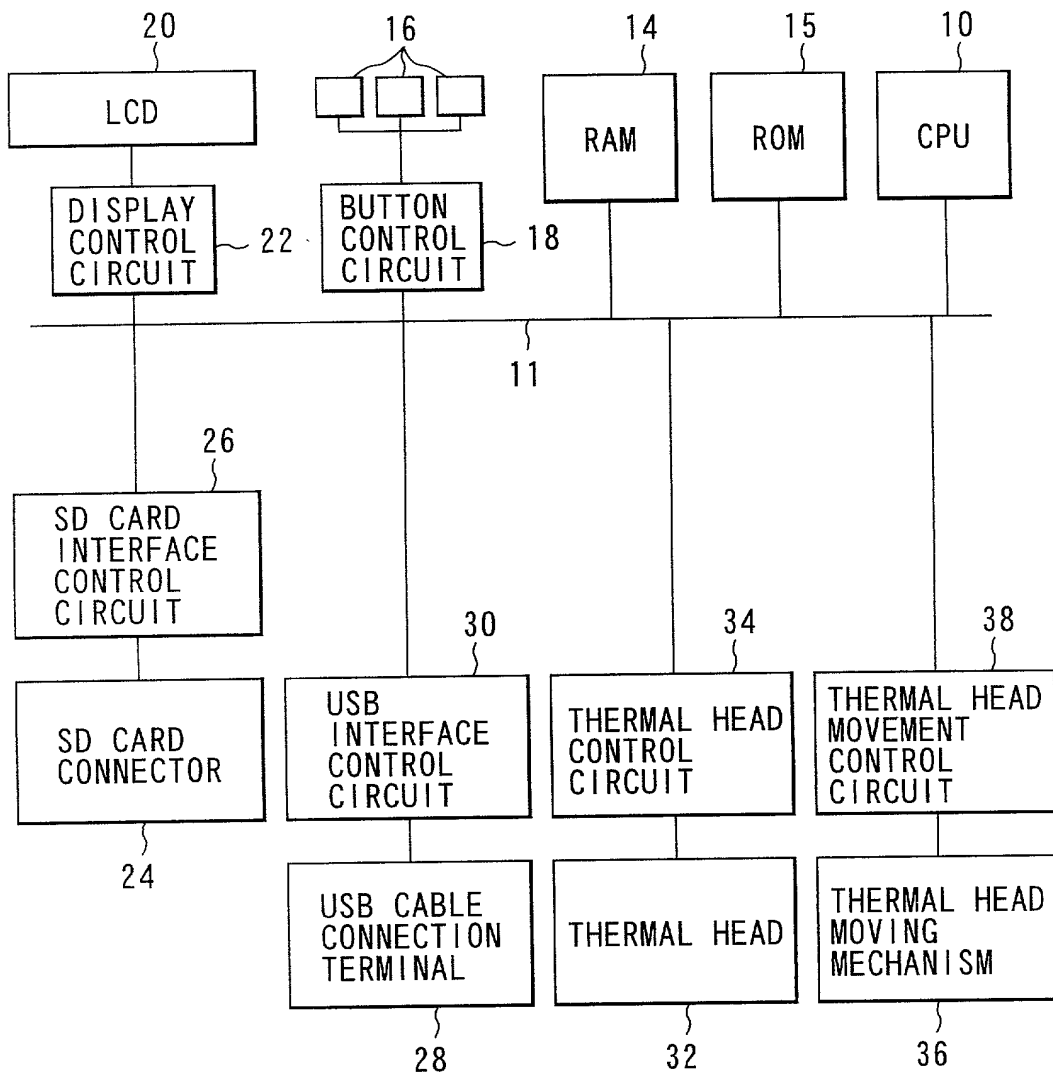 20
16
14
15
10
LCD
RAM
ROM
CPU
DISPLAY
CONTROL
CIRCUIT
22
BUTTON
CONTROL
CIRCUIT
18
11
26
SD CARD
INTERFACE
CONTROL
CIRCUIT
30
34
38
SD CARD
CONNECTOR
24
USB
INTERFACE
CONTROL
CIRCUIT
THERMAL HEAD
CONTROL
CIRCUIT
THERMAL HEAD
MOVEMENT
CONTROL
CIRCUIT
USB CABLE
CONNECTION
TERMINAL
THERMAL HEAD
THERMAL HEAD
MOVING
MECHANISM
28
32
36